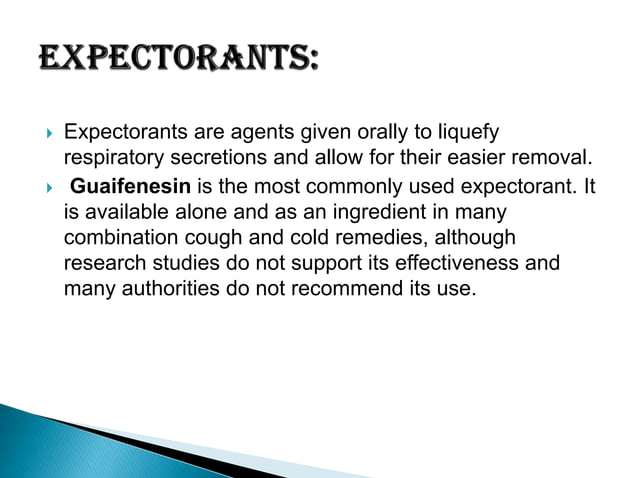 EXPECTORANTS:
Expectorants are agents given orally to liquefy
respiratory secretions and allow for their easier removal.
Guaifenesin is the most commonly used expectorant. It
is available alone and as an ingredient in many
combination cough and cold remedies, although
research studies do not support its effectiveness and
many authorities do not recommend its use.